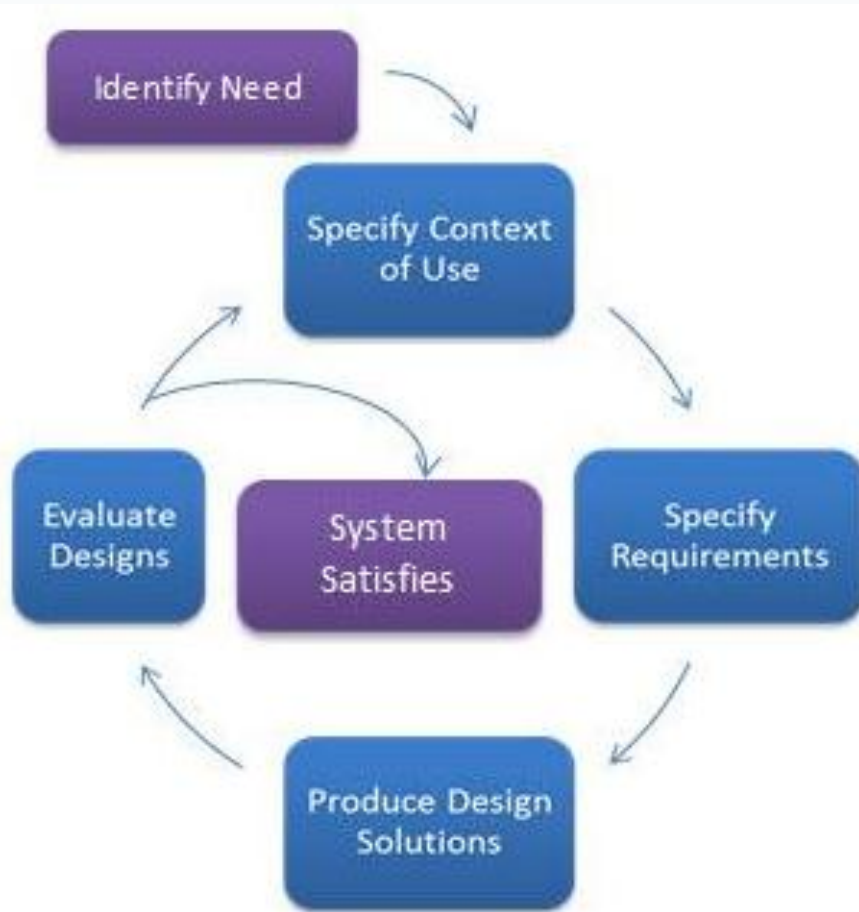 Identify Need
Specify Context
of Use
Evaluate
Designs
System
Satisfies
Specify
Requirements
Produce Design
Solutions